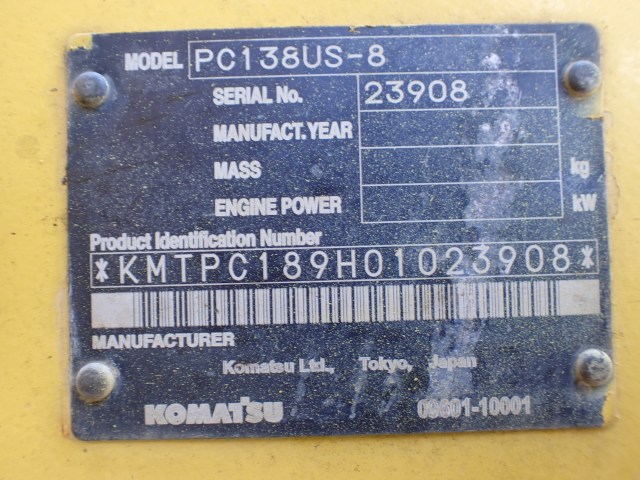 MODEL PC138US-8
SERIAL No. 23908
MANUFACT.YEAR
MASS kg
ENGINE POWER kW
Product Identification Number
*KMTPC189H01023908*
MANUFACTURER
Komatsu Ltd., Tokyo, Japan
KOMATSU 09601-10001